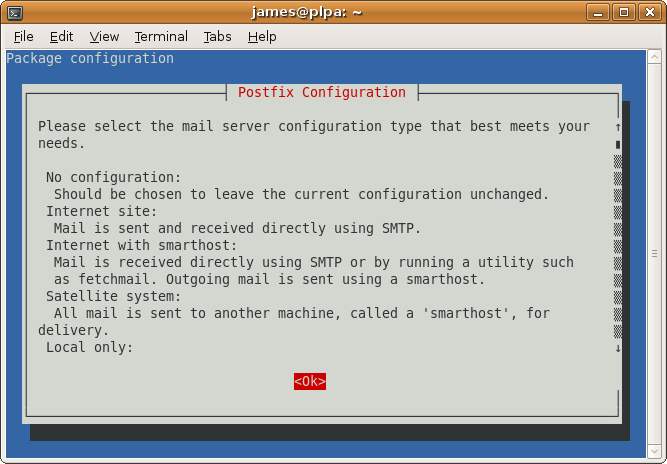 james@plpa: ~
File Edit View Terminal Tabs Help
Package configuration
Postfix Configuration
Please select the mail server configuration type that best meets your
needs.
No configuration:
Should be chosen to leave the current configuration unchanged.
Internet site:
Mail is sent and received directly using SMTP.
Internet with smarthost:
Mail is received directly using SMTP or by running a utility such
as fetchmail. Outgoing mail is sent using a smarthost.
Satellite system:
All mail is sent to another machine, called a 'smarthost', for
delivery.
Local only:
<Ok>